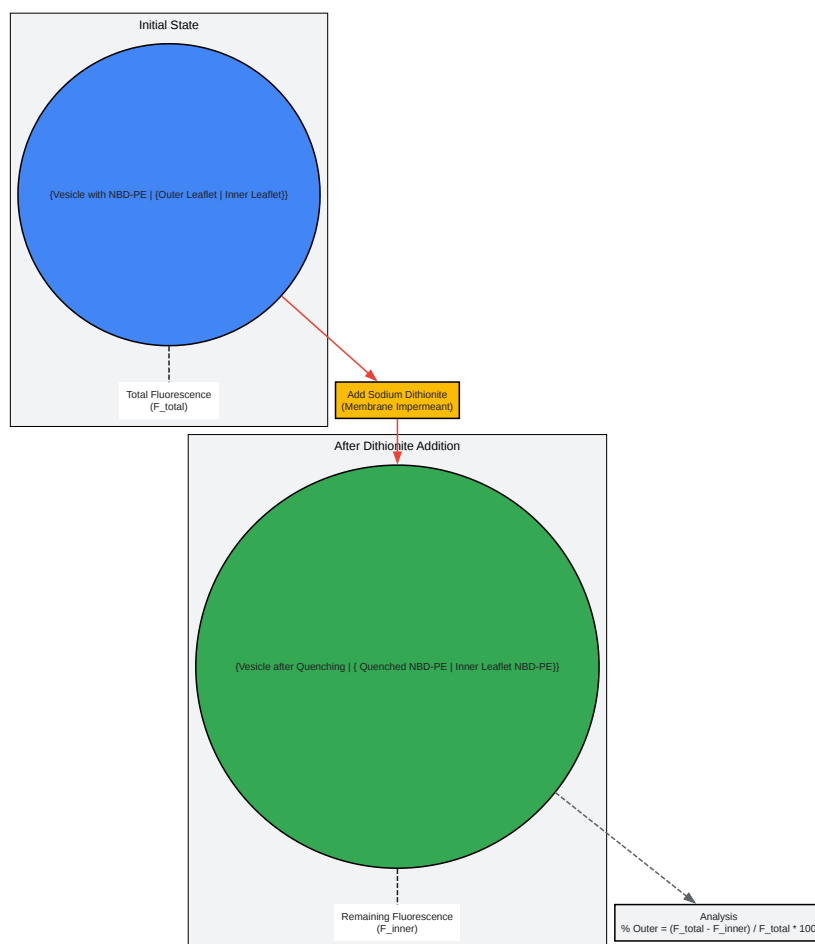 Initial State
{Vesicle with NBD-PE | {Outer Leaflet | Inner Leaflet}}
Total Fluorescence
(F_total)
Add Sodium Dithionite
(Membrane Impermeant)
After Dithionite Addition
{Vesicle after Quenching | { Quenched NBD-PE | Inner Leaflet NBD-PE}}
Remaining Fluorescence
(F_inner)
Analysis
% Outer = (F_total - F_inner) / F_total * 100